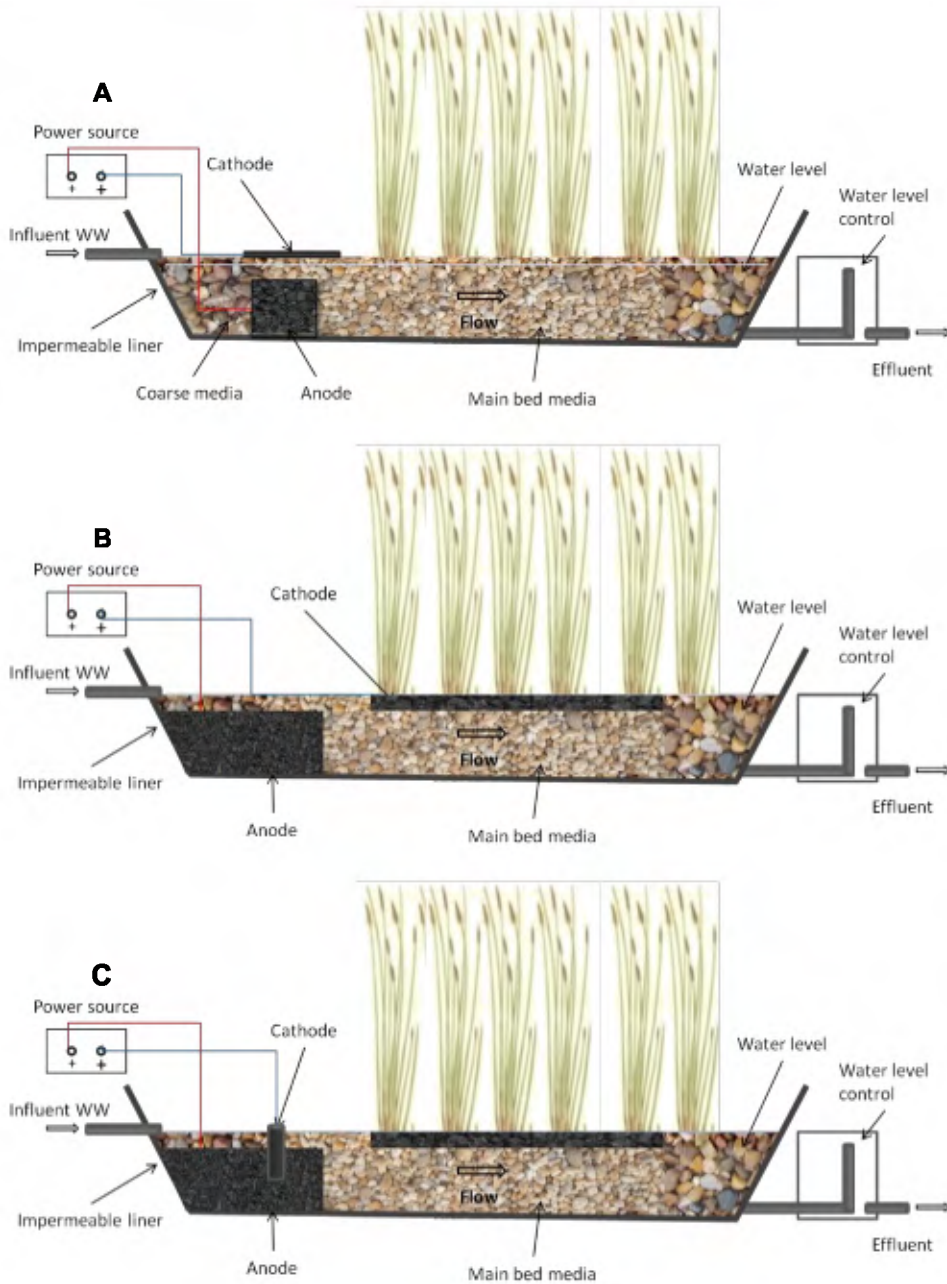 A
Power source
+ +
Cathode
Water level
Water level
control
Influent WW
Flow
Impermeable liner
Coarse media
Anode
Main bed media
Effluent
B
Power source
+ +
Cathode
Water level
Water level
control
Influent WW
Flow
Impermeable liner
Anode
Main bed media
Effluent
C
Power source
+ +
Cathode
Water level
Water level
control
Influent WW
Flow
Impermeable liner
Anode
Main bed media
Effluent